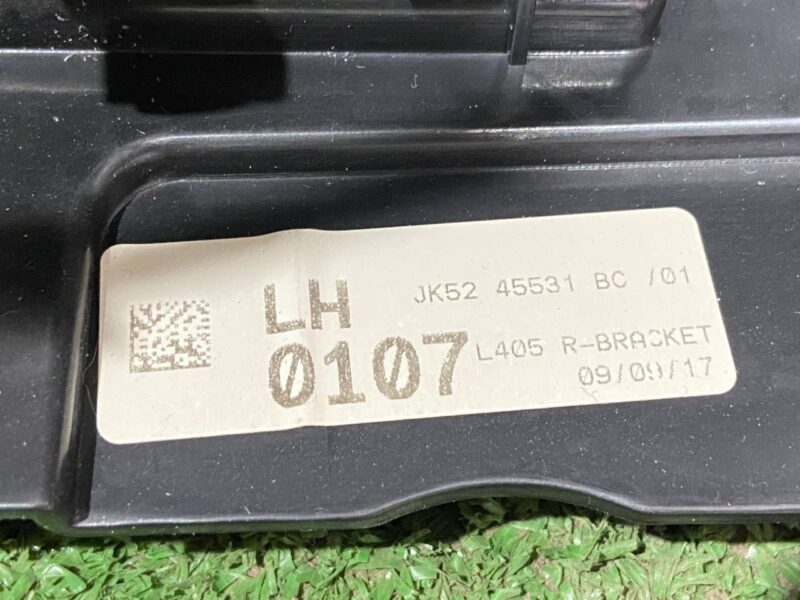 LH
0107
JK52 45531 BC /01
L405 R-BRACKET
09/09/17